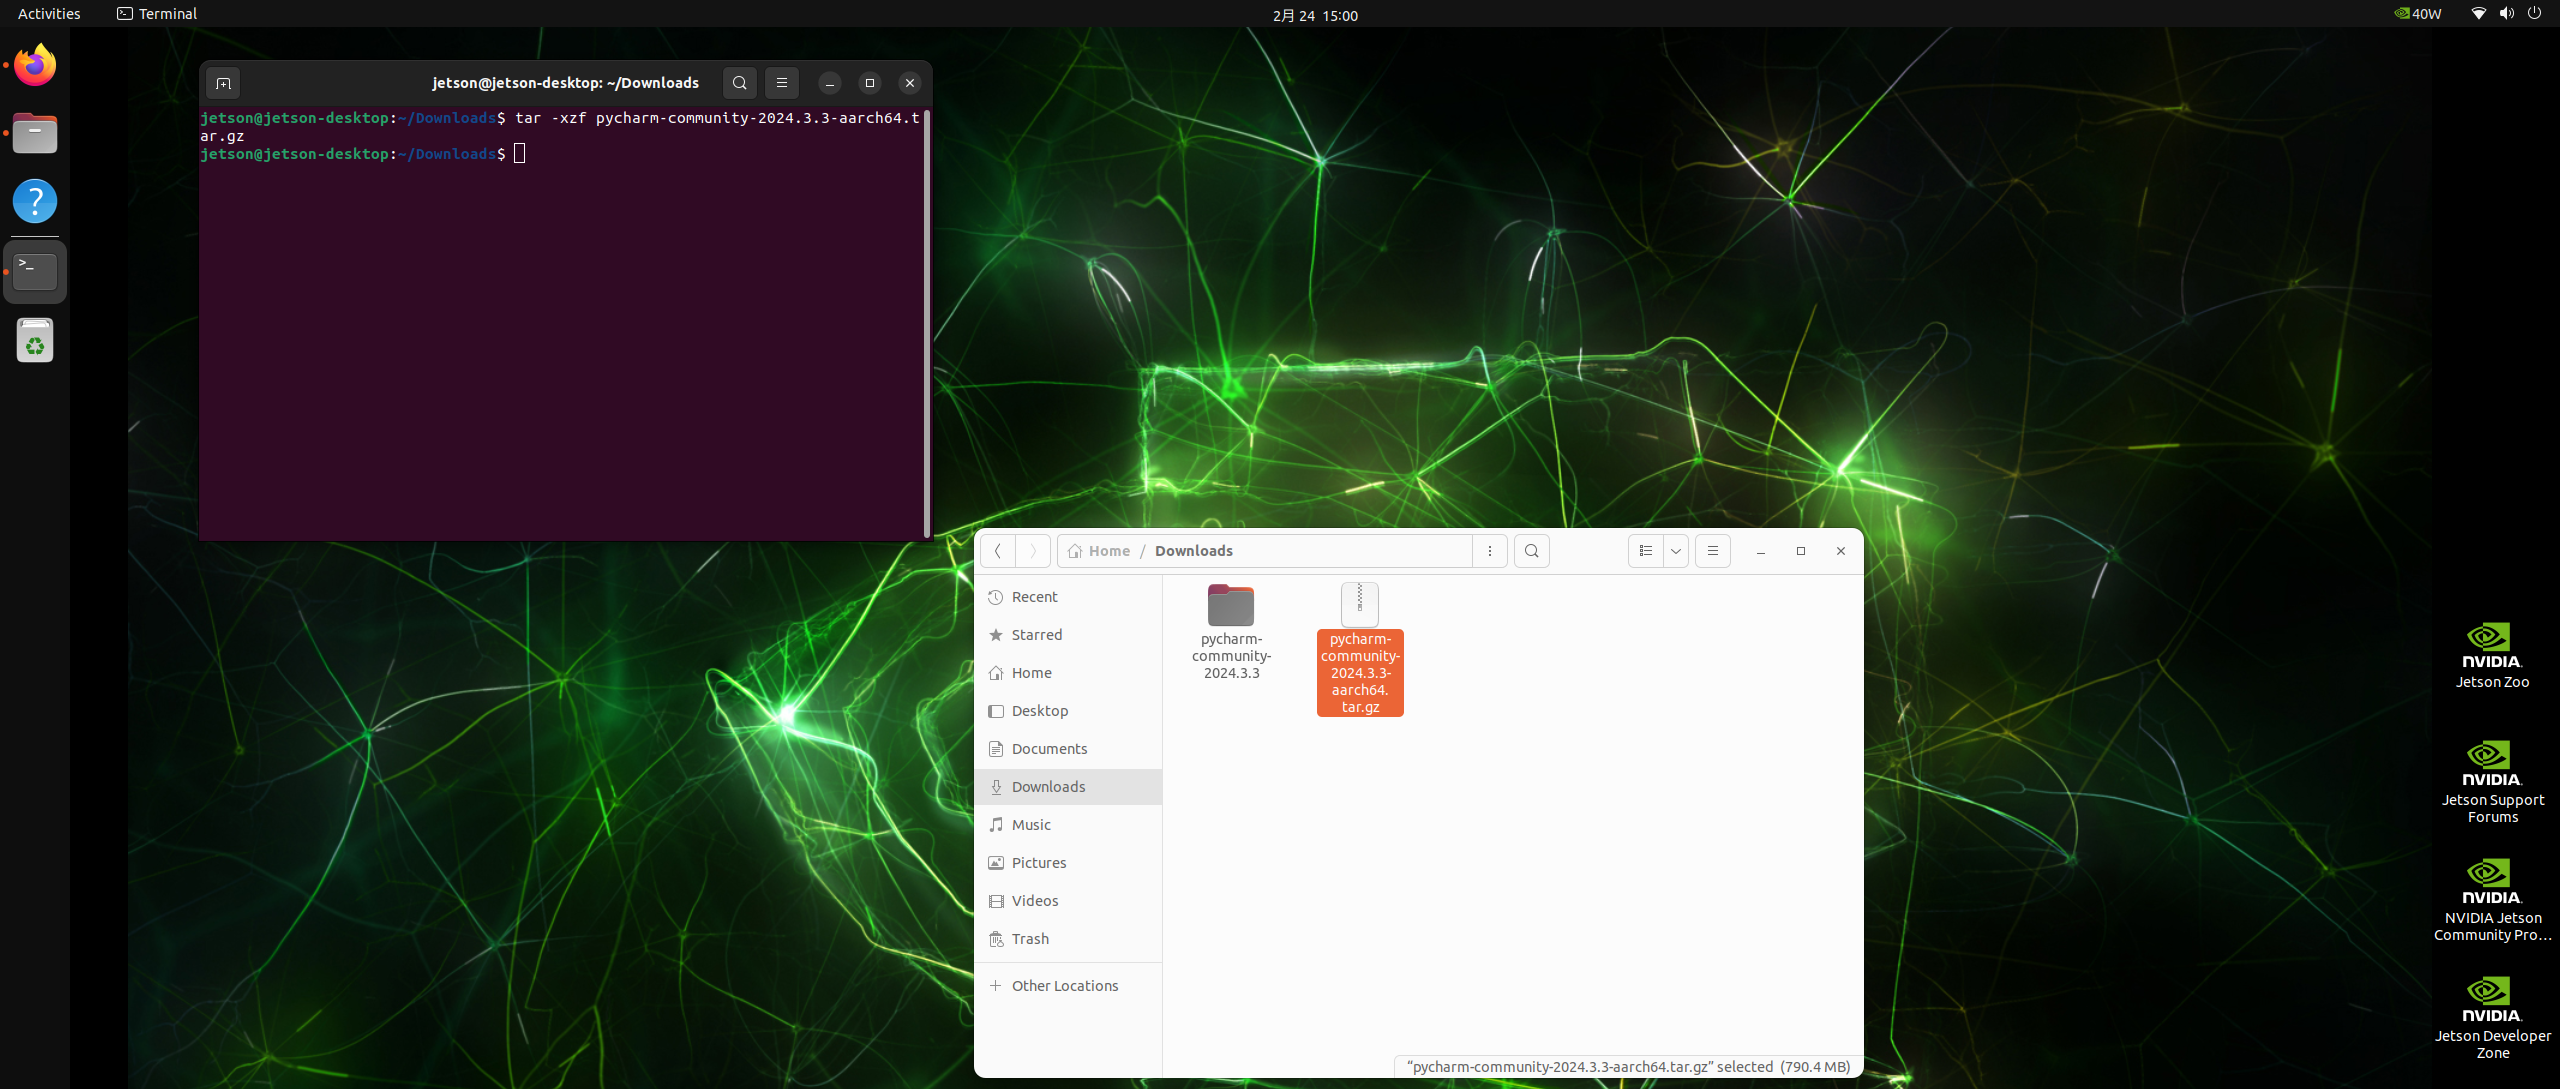 Activities
Terminal
2月 24 15:00
40W
jetson@jetson-desktop: ~/Downloads
jetson@jetson-desktop:~/Downloads$ tar -xzf pycharm-community-2024.3.3-aarch64.t
ar.gz
jetson@jetson-desktop:~/Downloads$
Home / Downloads
Recent
Starred
Home
Desktop
Documents
Downloads
Music
Pictures
Videos
Trash
Other Locations
pycharm-
community-
2024.3.3
pycharm-
community-
2024.3.3-
aarch64.
tar.gz
“pycharm-community-2024.3.3-aarch64.tar.gz” selected (790.4 MB)
NVIDIA.
Jetson Zoo
NVIDIA.
Jetson Support
Forums
NVIDIA.
NVIDIA Jetson
Community Pro...
NVIDIA.
Jetson Developer
Zone